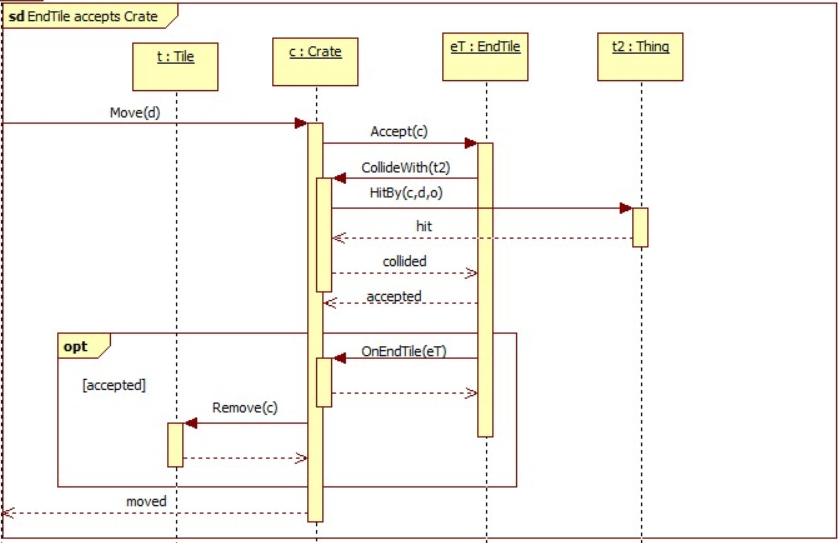 sd EndTile accepts Crate
t : Tile
c : Crate
eT : EndTile
t2 : Thing
Move(d)
Accept(c)
CollideWith(t2)
HitBy(c,d,o)
hit
collided
accepted
opt
OnEndTile(eT)
[accepted]
Remove(c)
moved